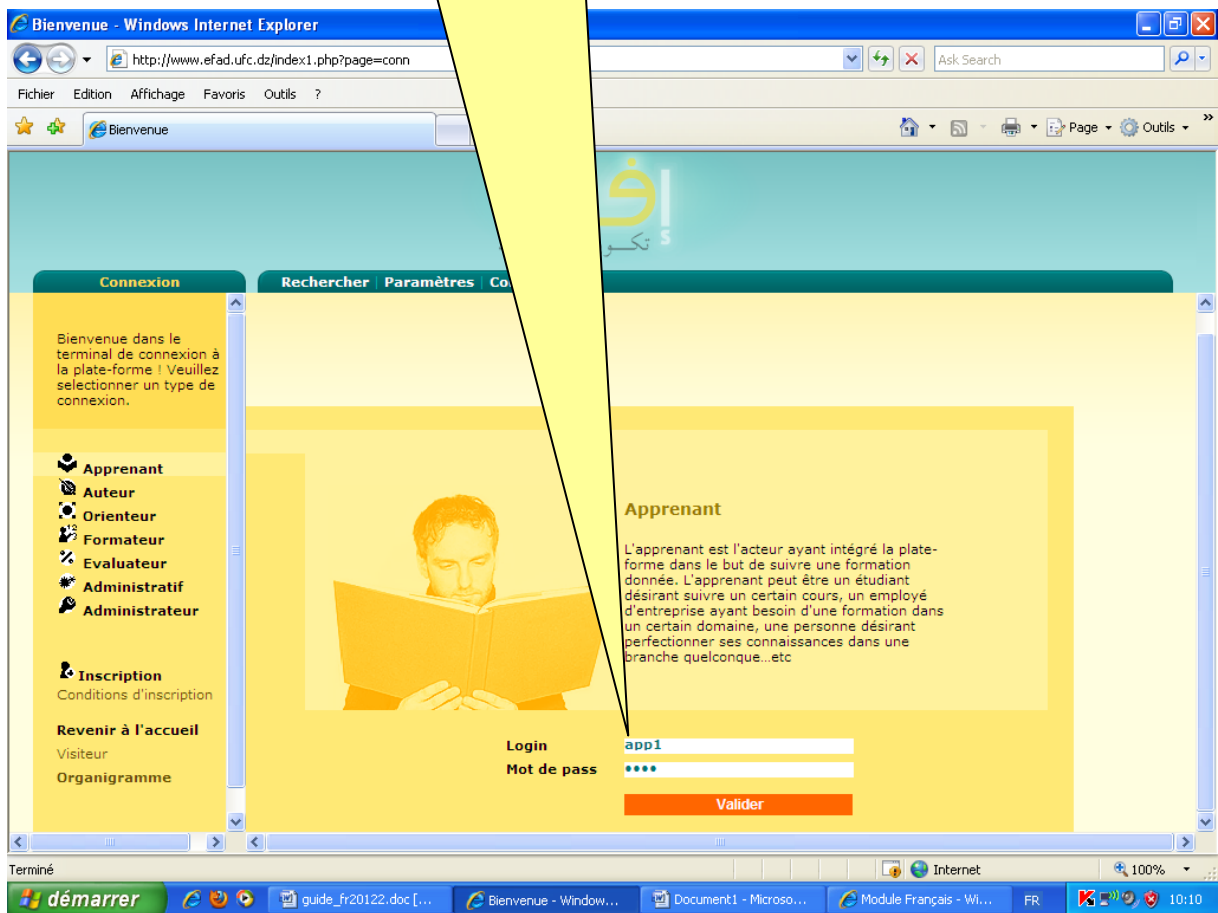 Bienvenue - Windows Internet Explorer
http://www.efad.ufc.dz/index1.php?page=conn
Ask Search
Fichier Edition Affichage Favoris Outils ?
Bienvenue
Page Outils
Connexion
Rechercher Paramètres
Bienvenue dans le
terminal de connexion à
la plate-forme ! Veuillez
selectionner un type de
connexion.
Apprenant
Auteur
Orienteur
Formateur
Evaluateur
Administratif
Administrateur
Inscription
Conditions d'inscription
Revenir à l'accueil
Visiteur
Organigramme
Apprenant
L'apprenant est l'acteur ayant intégré la plate-
forme dans le but de suivre une formation
donnée. L'apprenant peut être un étudiant
désirant suivre un certain cours, un employé
d'entreprise ayant besoin d'une formation dans
un certain domaine, une personne désirant
perfectionner ses connaissances dans une
branche quelconque...etc
Login app1
Mot de pass ••••
Valider
Terminé
Internet
100%
démarrer
guide_fr20122.doc [...
Bienvenue - Window...
Document1 - Microso...
Module Français - Wi...
FR
10:10